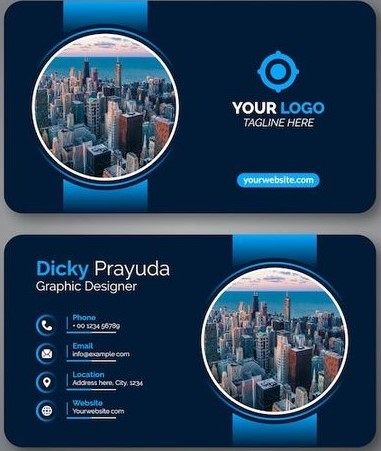 YOUR LOGO
TAGLINE HERE
yourwebsite.com
Dicky Prayuda
Graphic Designer
Phone
+ 00 1234 56789
Email
info@example.com
Location
Address here, City, 1234
Website
Yourwebsite.com